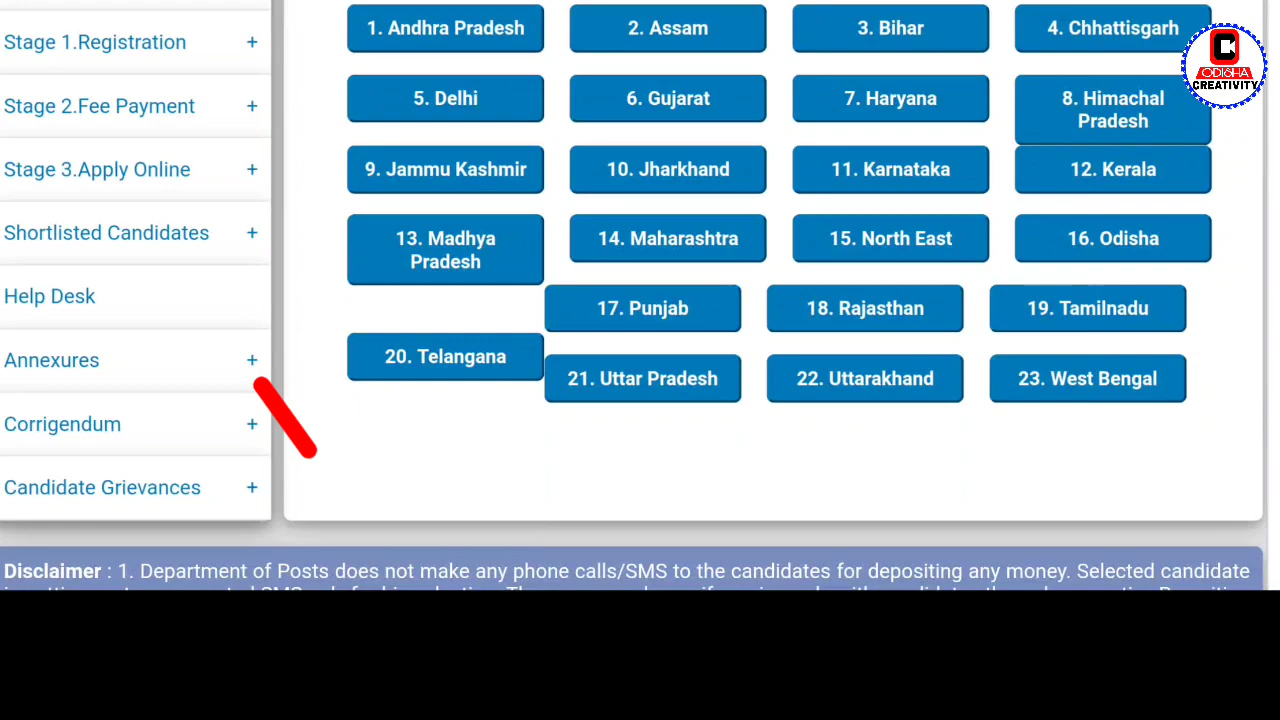 Stage 1.Registration +
Stage 2.Fee Payment +
Stage 3.Apply Online +
Shortlisted Candidates +
Help Desk
Annexures +
Corrigendum +
Candidate Grievances +
1. Andhra Pradesh
2. Assam
3. Bihar
4. Chhattisgarh
5. Delhi
6. Gujarat
7. Haryana
8. Himachal
Pradesh
9. Jammu Kashmir
10. Jharkhand
11. Karnataka
12. Kerala
13. Madhya
Pradesh
14. Maharashtra
15. North East
16. Odisha
17. Punjab
18. Rajasthan
19. Tamilnadu
20. Telangana
21. Uttar Pradesh
22. Uttarakhand
23. West Bengal
ODISHA
CREATIVITY
Disclaimer : 1. Department of Posts does not make any phone calls/SMS to the candidates for depositing any money. Selected candidate